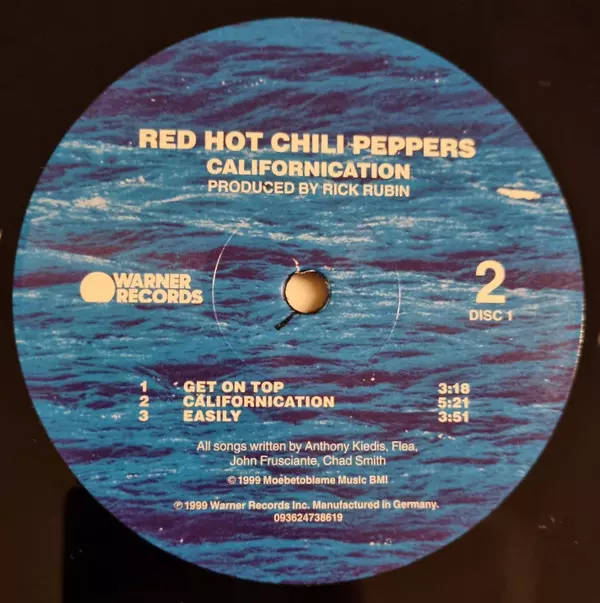 RED HOT CHILI PEPPERS
CALIFORNICATION
PRODUCED BY RICK RUBIN
WARNER
RECORDS
2
DISC 1
1 GET ON TOP 3:18
2 CALIFORNICATION 5:21
3 EASILY 3:51
All songs written by Anthony Kiedis, Flea,
John Frusciante, Chad Smith
© 1999 Moebetoblame Music BMI
℗ 1999 Warner Records Inc. Manufactured in Germany.
093624738619